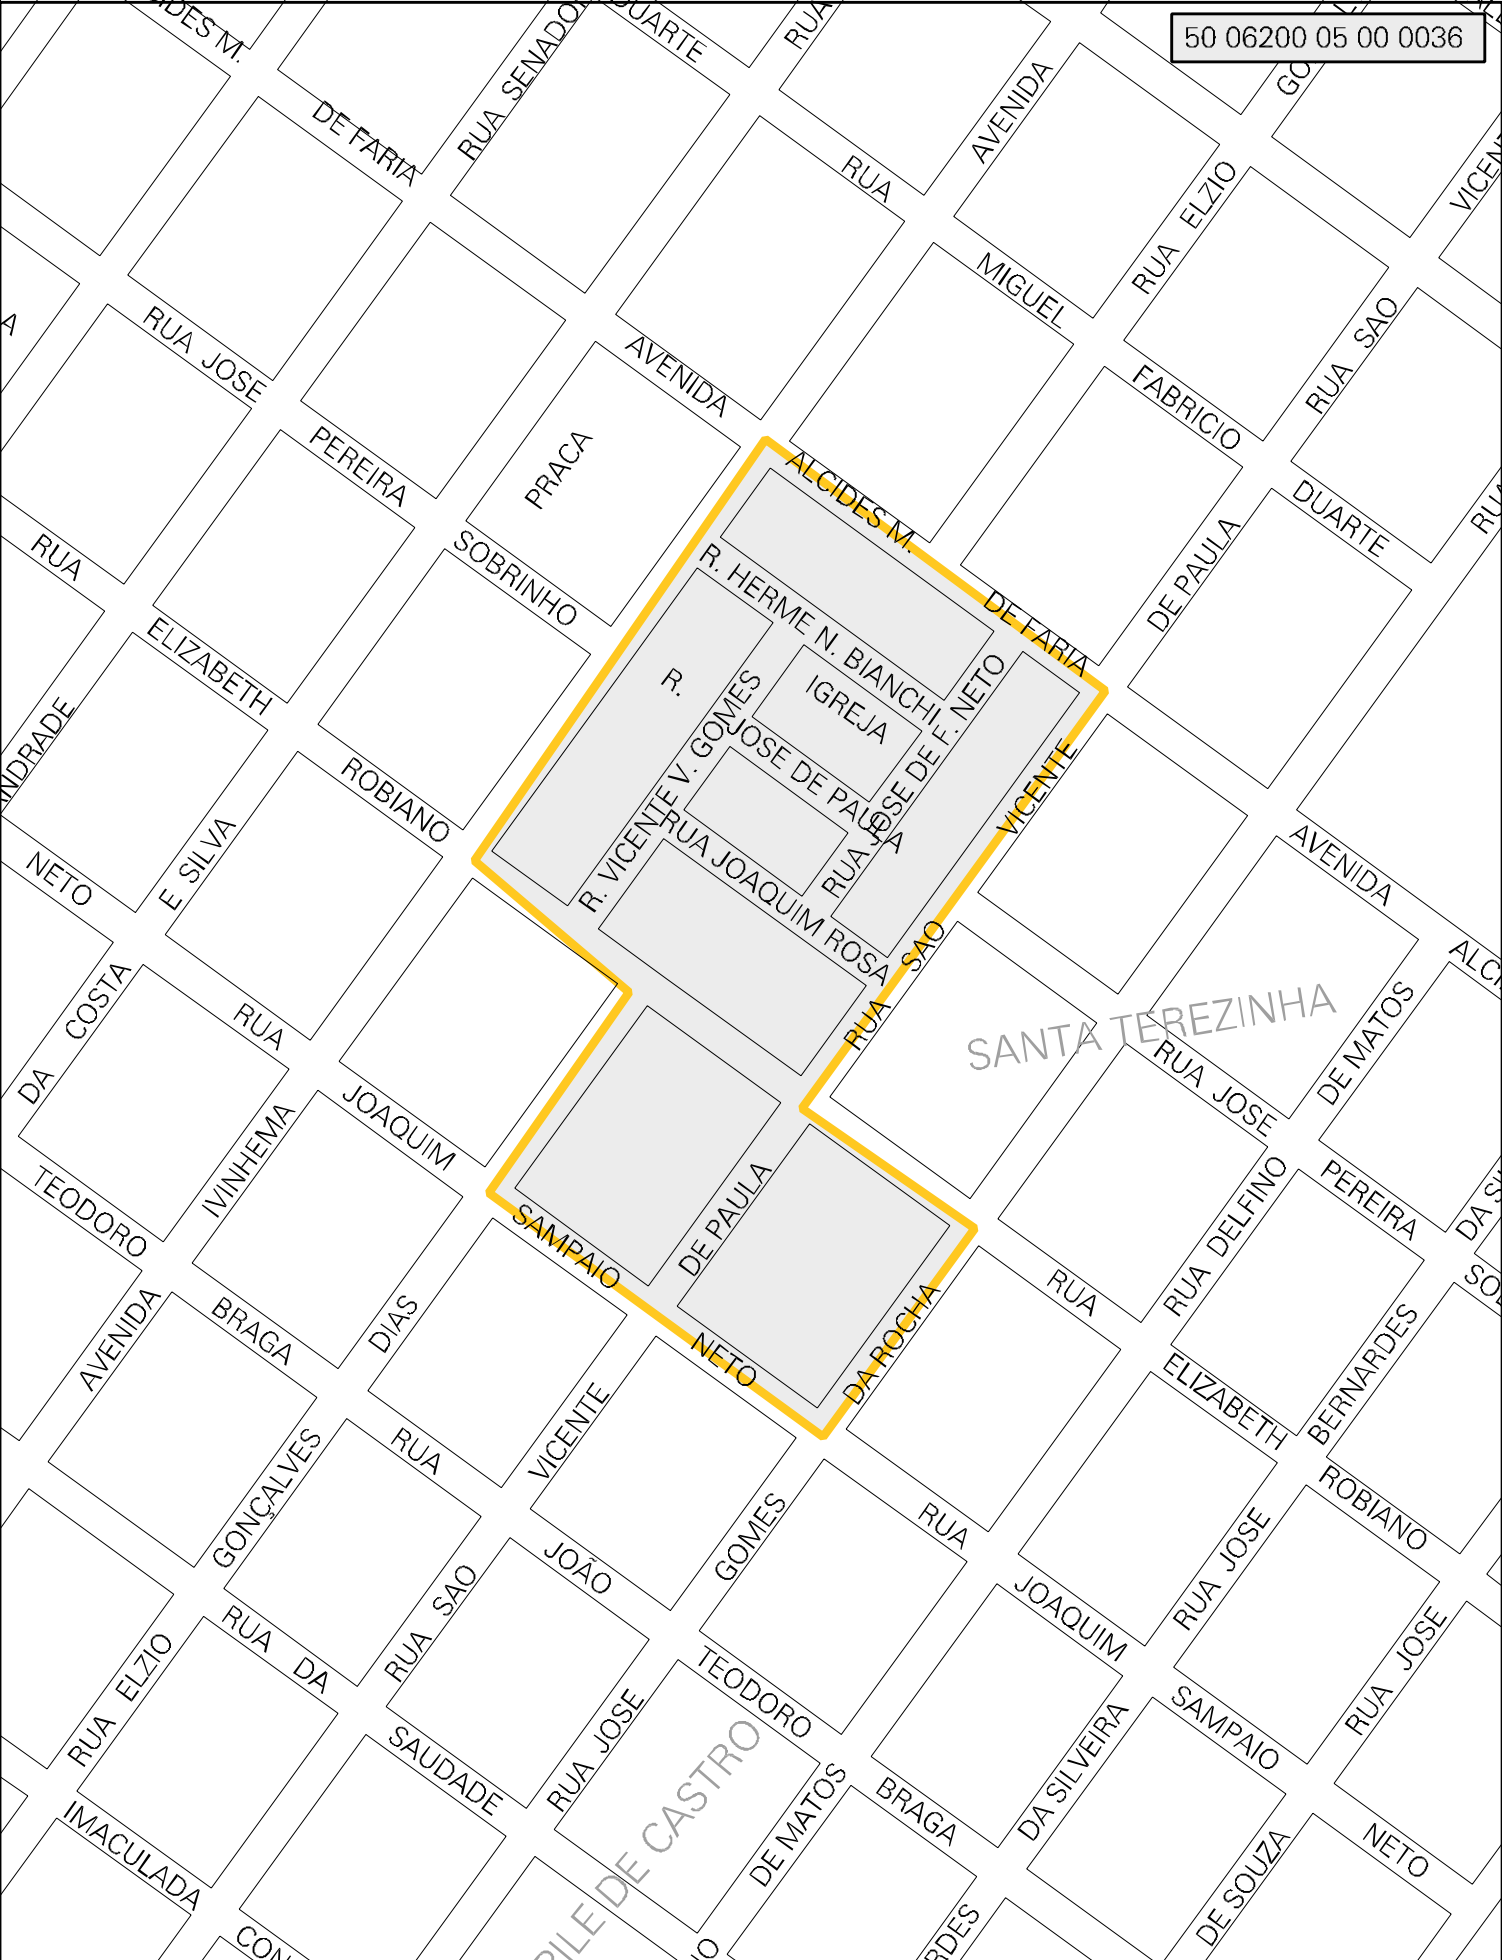 50 06200 05 00 0036
DE FARIA
RUA SENADO
DUARTE
RUA
AVENIDA
RUA
MIGUEL
RUA ELZIO
RUA SAO
FABRICIO
DUARTE
DE PAULA
RUA JOSE
PEREIRA
SOBRINHO
AVENIDA
PRACA
ALCIDES M.
DE FARIA
R. HERME N. BIANCHI
IGREJA
R.
R. VICENTE V. GOMES
JOSE DE PAULA
RUA JOSE DE F. NETO
RUA JOAQUIM ROSA
VICENTE
SAO
RUA
RUA
ELIZABETH
ROBIANO
NETO
E SILVA
RUA
JOAQUIM
SAMPAIO
NETO
DE PAULA
DA ROCHA
SANTA TEREZINHA
AVENIDA
RUA JOSE
DE MATOS
PEREIRA
RUA DELFINO
RUA
ELIZABETH
BERNARDES
ROBIANO
DA COSTA
IVINHEMA
TEODORO
AVENIDA
BRAGA
DIAS
VICENTE
RUA
GONÇALVES
JOÃO
GOMES
RUA
JOAQUIM
RUA JOSE
RUA JOSE
SAMPAIO
NETO
RUA SAO
RUA DA
SAUDADE
RUA ELZIO
IMACULADA
RUA JOSE
TEODORO
DE MATOS
BRAGA
DA SILVEIRA
DE SOUZA
PILE DE CASTRO